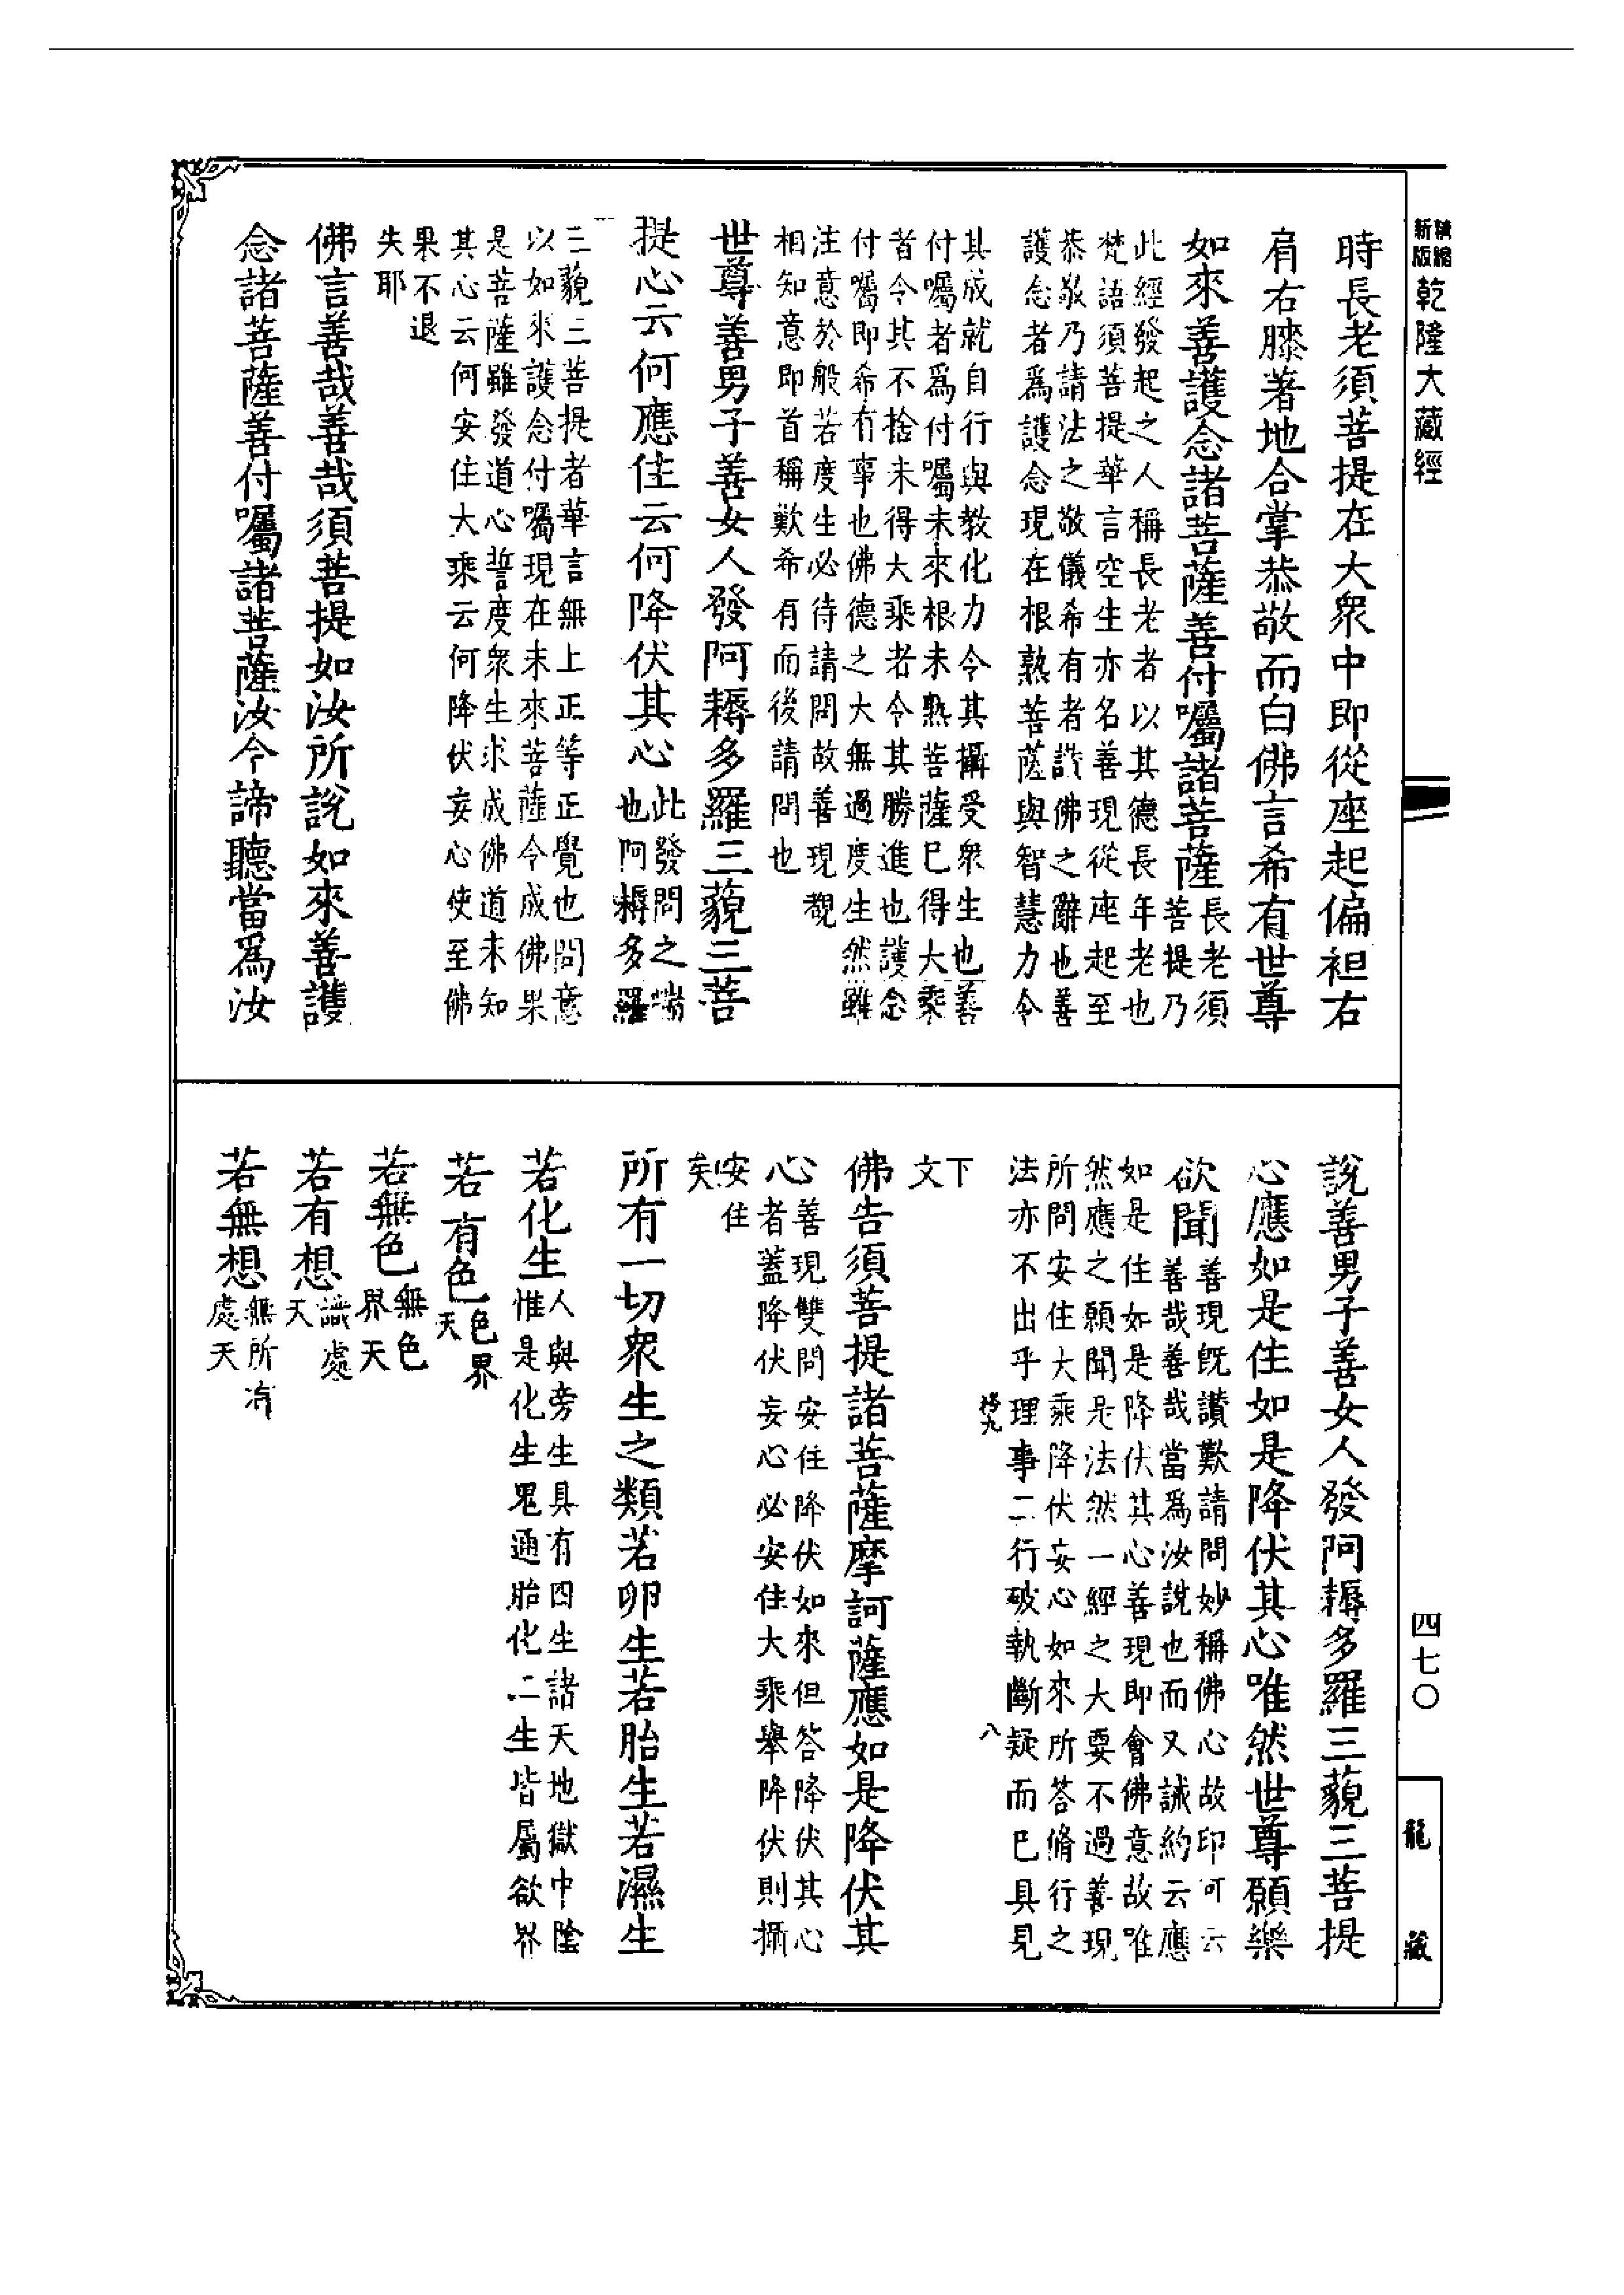 精縮
新版
乾隆大藏經
時長老須菩提在大衆中即從座起偏袒右
肩右膝著地合掌恭敬而白佛言希有世尊
如來善護念諸菩薩善付囑諸菩薩
長老須
菩提乃
此經發起之人稱長老者以其德長年老也
梵語須菩提華言空生亦名善現從座起至
恭敬乃請法之敬儀希有者讚佛之辭也善
護念者爲護念現在根熟菩薩與智慧力令
其成就自行與教化力令其攝受衆生也善
付囑者爲付囑未來根未熟菩薩已得大乘
者令其不捨未得大乘者令其勝進也護念
付囑即希有事也佛德之大無過度生然雖
注意於般若度生必待請問故善現覩
相知意即首稱歎希有而後請問也
世尊善男子善女人發阿耨多羅三藐三菩
提心云何應住云何降伏其心
此發問之端
也阿耨多羅
三藐三菩提者華言無上正等正覺也問意
以如來護念付囑現在未來菩薩令成佛果
是菩薩雖發道心誓度衆生求成佛道未知
其心云何安住大乘云何降伏妄心使至佛
果不退
失耶
佛言善哉善哉須菩提如汝所說如來善護
念諸菩薩善付囑諸菩薩汝今諦聽當爲汝
四七〇
龍藏
說善男子善女人發阿耨多羅三藐三菩提
心應如是住如是降伏其心唯然世尊願樂
欲聞
善現旣讚歎請問妙稱佛心故印可云
善哉善哉當爲汝說也而又誡約云應
如是住如是降伏其心善現即會佛意故唯
然應之願聞是法然一經之大要不過善現
所問安住大乘降伏妄心如來所答脩行之
法亦不出乎理事二行破執斷疑而已具見
下
文
八
佛告須菩提諸菩薩摩訶薩應如是降伏其
心
善現雙問安住降伏如來但答降伏其心
者蓋降伏妄心必安住大乘舉降伏則攝
安住
矣
所有一切衆生之類若卵生若胎生若濕生
若化生
人與旁生具有四生諸天地獄中陰
惟是化生鬼通胎化二生皆屬欲界
若有色
色界
天
若無色
無色
界天
若有想
識處
天
若無想
無所有
處天